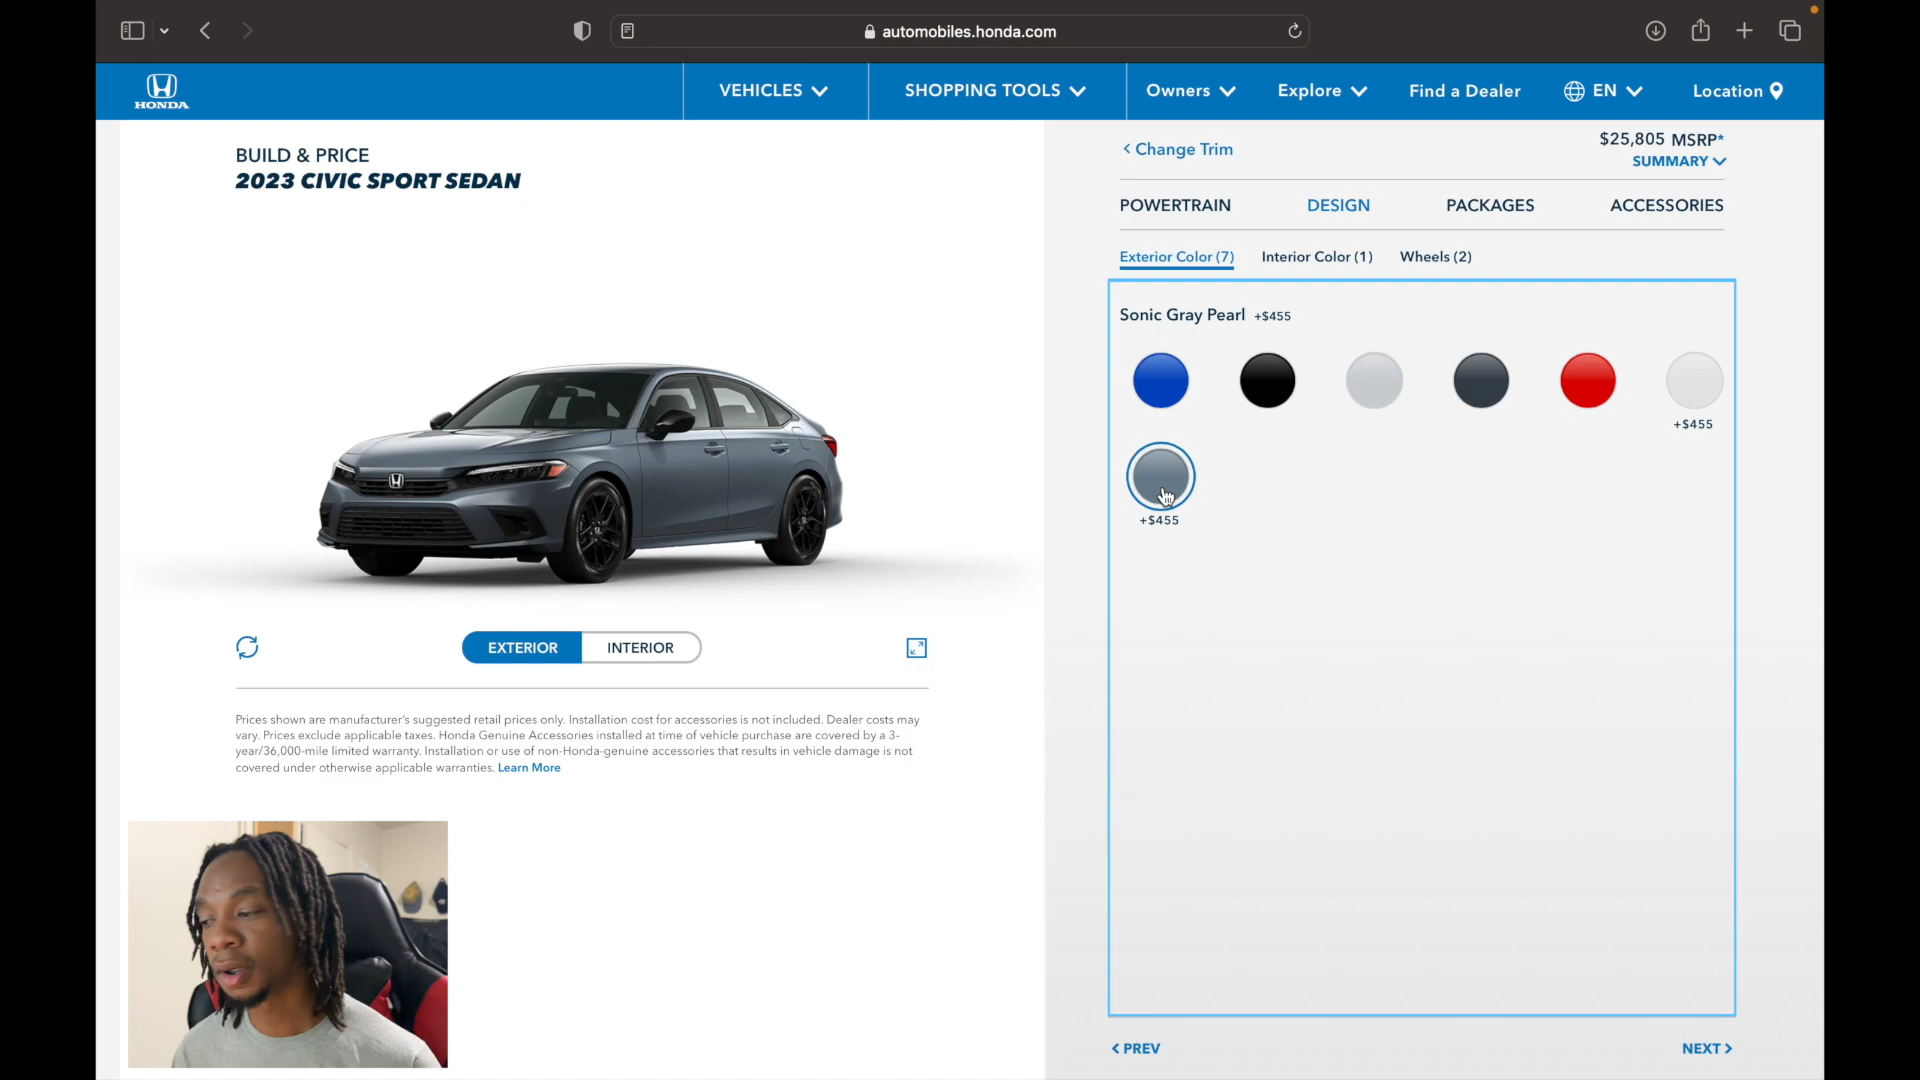 automobiles.honda.com
HONDA
VEHICLES
SHOPPING TOOLS
Owners
Explore
Find a Dealer
EN
Location
BUILD & PRICE
2023 CIVIC SPORT SEDAN
< Change Trim
$25,805 MSRP*
SUMMARY
POWERTRAIN
DESIGN
PACKAGES
ACCESSORIES
Exterior Color (7)
Interior Color (1)
Wheels (2)
Sonic Gray Pearl +$455
+$455
+$455
EXTERIOR
INTERIOR
Prices shown are manufacturer's suggested retail prices only. Installation cost for accessories is not included. Dealer costs may
vary. Prices exclude applicable taxes. Honda Genuine Accessories installed at time of vehicle purchase are covered by a 3-
year/36,000-mile limited warranty. Installation or use of non-Honda-genuine accessories that results in vehicle damage is not
covered under otherwise applicable warranties. Learn More
< PREV
NEXT >